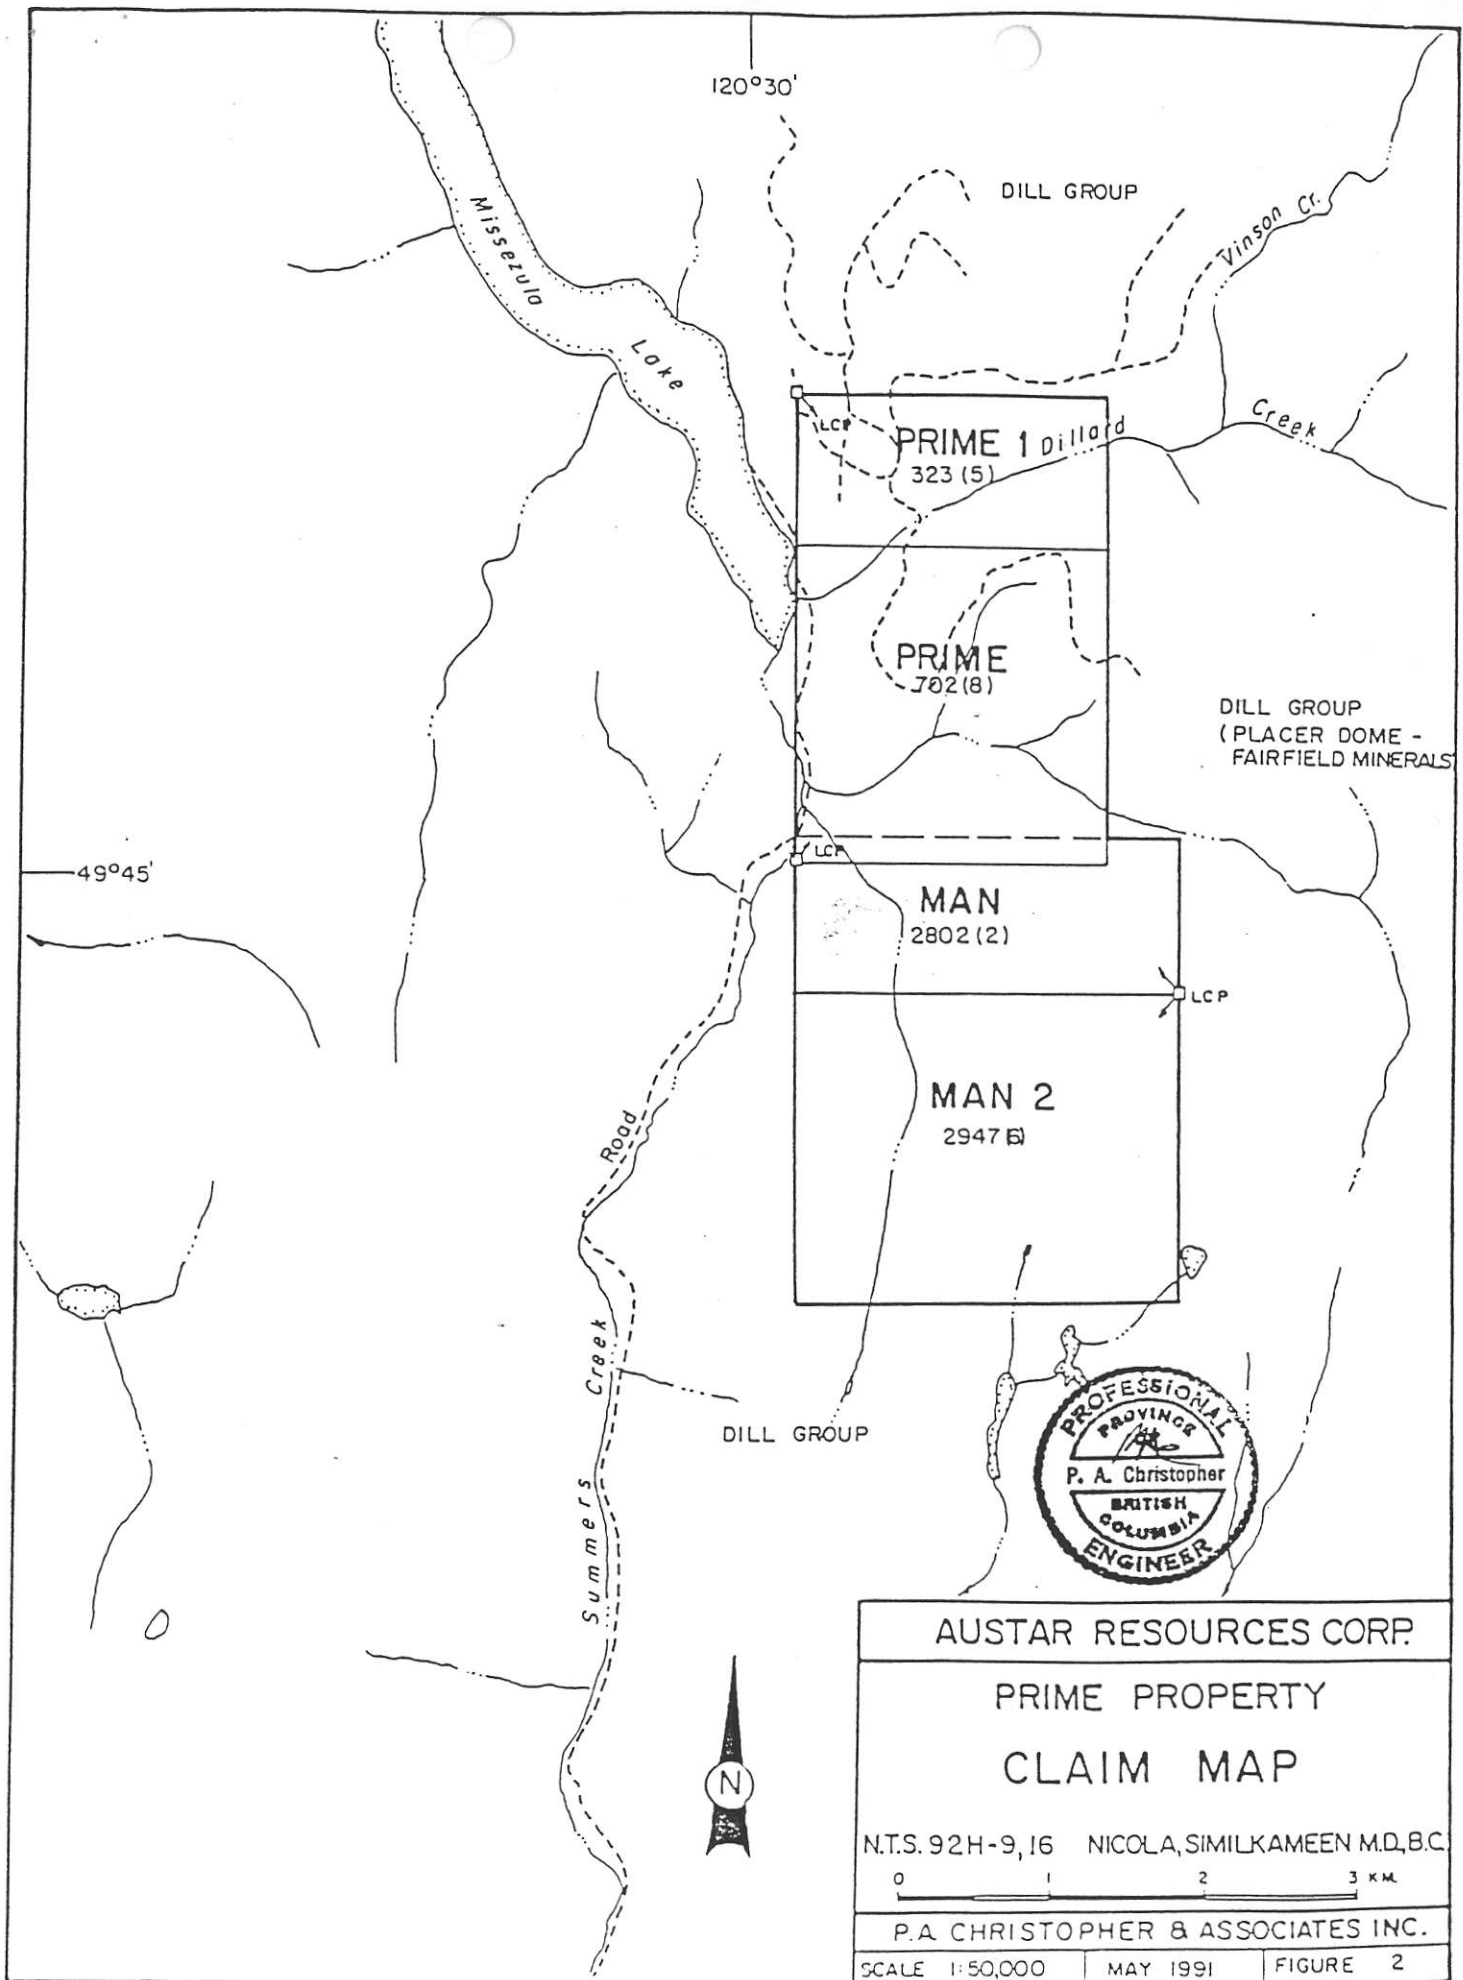 120°30'
DILL GROUP
Vinson Cr.
Missezula
Lake
LCP
PRIME 1
323 (5)
Dillard
Creek
PRIME
702 (8)
DILL GROUP
(PLACER DOME -
FAIRFIELD MINERALS
LCP
49°45'
MAN
2802 (2)
LCP
MAN 2
2947
Road
Summers Creek
DILL GROUP
PROFESSIONAL
PROVINCE
OF
P. A. Christopher
BRITISH
COLUMBIA
ENGINEER
N
AUSTAR RESOURCES CORP.
PRIME PROPERTY
CLAIM MAP
N.T.S. 92H-9,16 NICOLA, SIMILKAMEEN M.D., B.C.
0 1 2 3 KM.
P.A. CHRISTOPHER & ASSOCIATES INC.
SCALE 1:50,000 MAY 1991 FIGURE 2